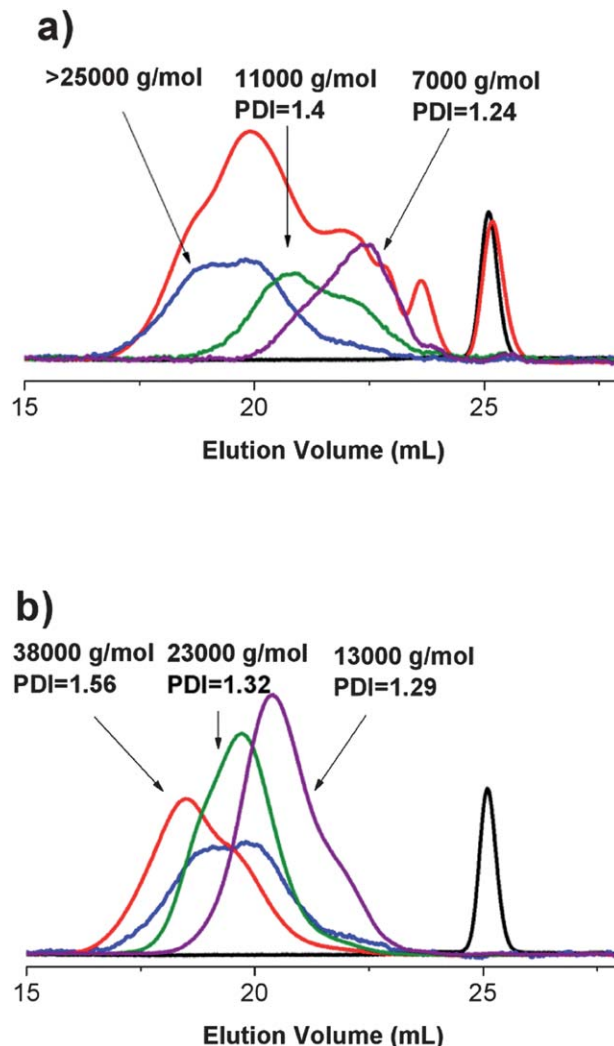 a)
>25000 g/mol
11000 g/mol
PDI=1.4
7000 g/mol
PDI=1.24
15 20 25
Elution Volume (mL)
b)
38000 g/mol
PDI=1.56
23000 g/mol
PDI=1.32
13000 g/mol
PDI=1.29
15 20 25
Elution Volume (mL)